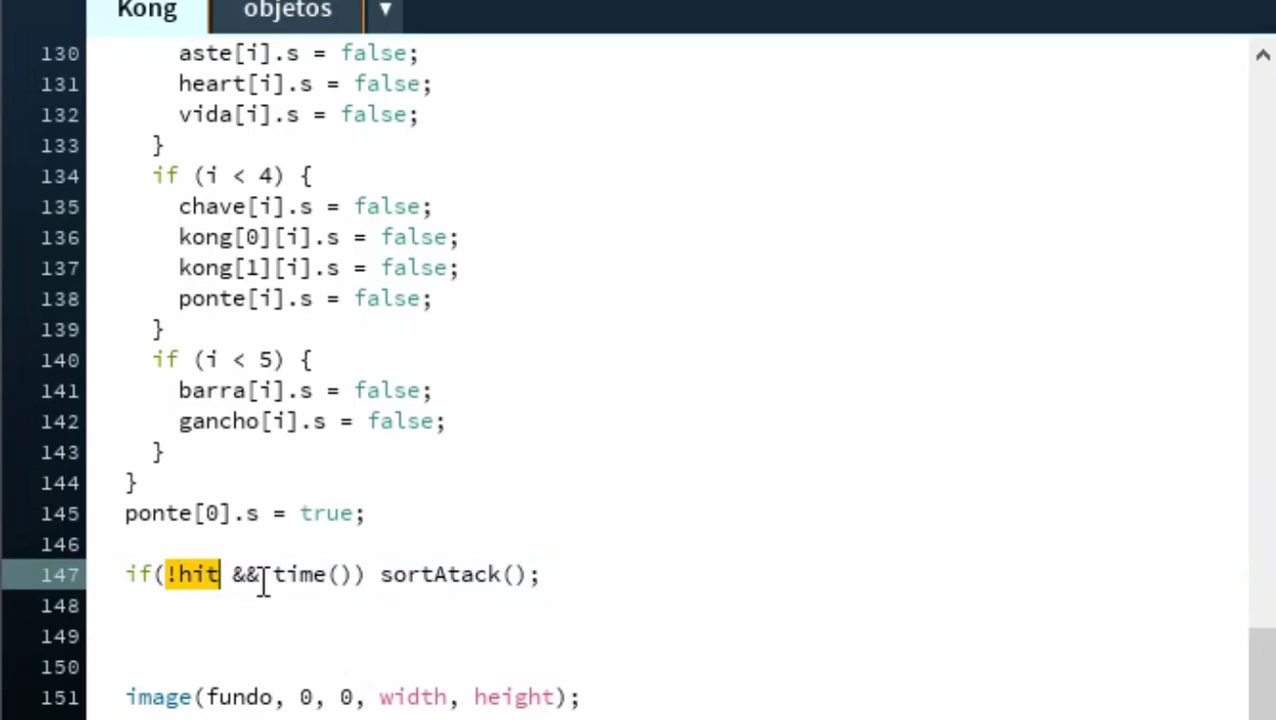 Kong objetos ▼
130 aste[i].s = false;
131 heart[i].s = false;
132 vida[i].s = false;
133 }
134 if (i < 4) {
135 chave[i].s = false;
136 kong[0][i].s = false;
137 kong[1][i].s = false;
138 ponte[i].s = false;
139 }
140 if (i < 5) {
141 barra[i].s = false;
142 gancho[i].s = false;
143 }
144 }
145 ponte[0].s = true;
146
147 if(!hit && time()) sortAtack();
148
149
150
151 image(fundo, 0, 0, width, height);